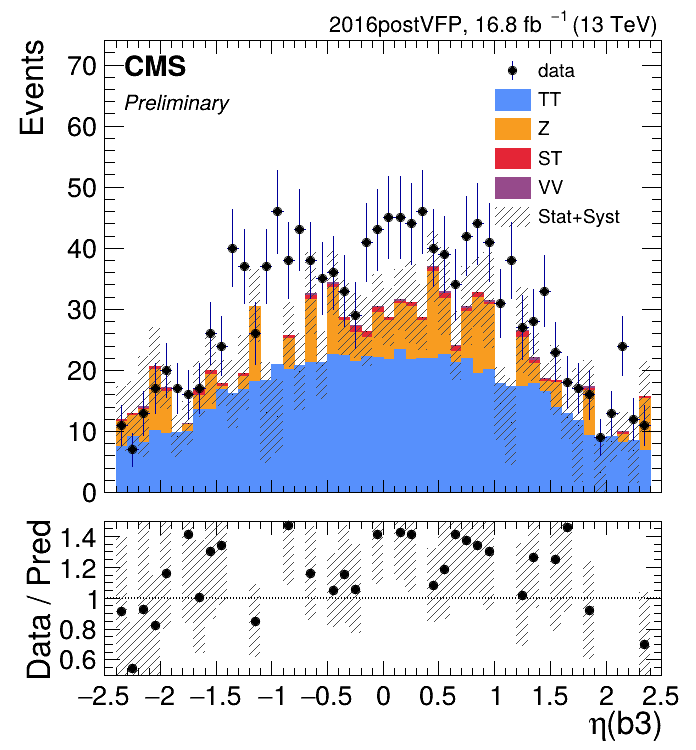 2016postVFP, 16.8 fb⁻¹ (13 TeV)
CMS
Preliminary
Events
70
60
50
40
30
20
10
0
data
TT
Z
ST
VV
Stat+Syst
Data / Pred
1.4
1.2
1
0.8
0.6
−2.5 −2 −1.5 −1 −0.5 0 0.5 1 1.5 2 2.5
η(b3)